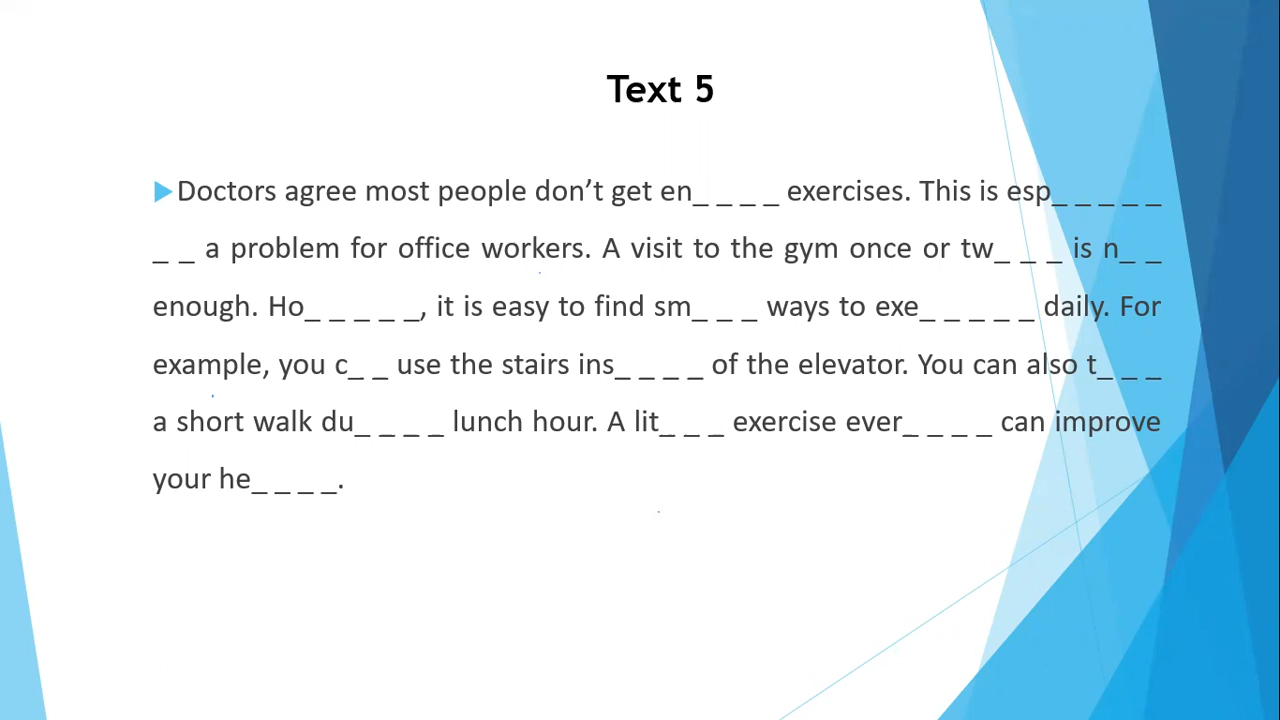 Text 5
Doctors agree most people don’t get en_ _ _ _ exercises. This is esp_ _ _ _ _
_ _ a problem for office workers. A visit to the gym once or tw_ _ _ is n_ _
enough. Ho_ _ _ _ _, it is easy to find sm_ _ _ ways to exe_ _ _ _ _ daily. For
example, you c_ _ use the stairs ins_ _ _ _ of the elevator. You can also t_ _ _
a short walk du_ _ _ _ lunch hour. A lit_ _ _ exercise ever_ _ _ _ can improve
your he_ _ _ _.